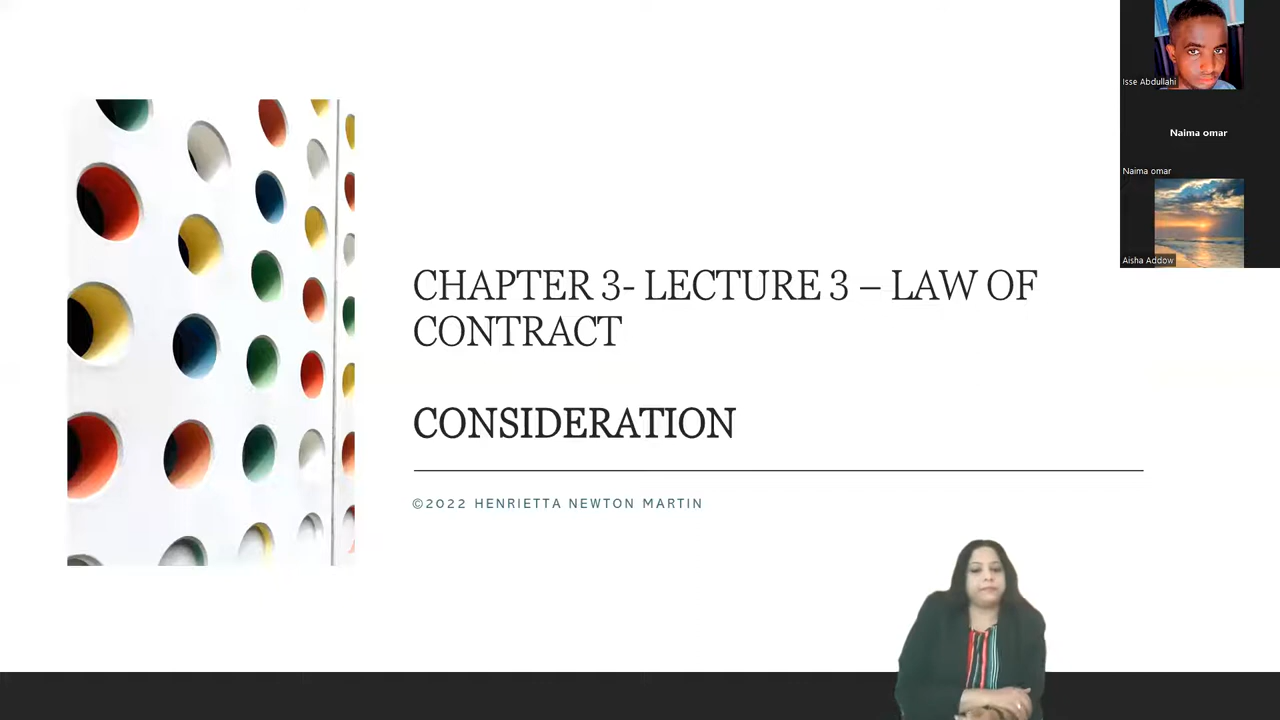 CHAPTER 3- LECTURE 3 – LAW OF
CONTRACT
CONSIDERATION
©2022 HENRIETTA NEWTON MARTIN
Isse Abdullahi
Naima omar
Naima omar
Aisha Addow